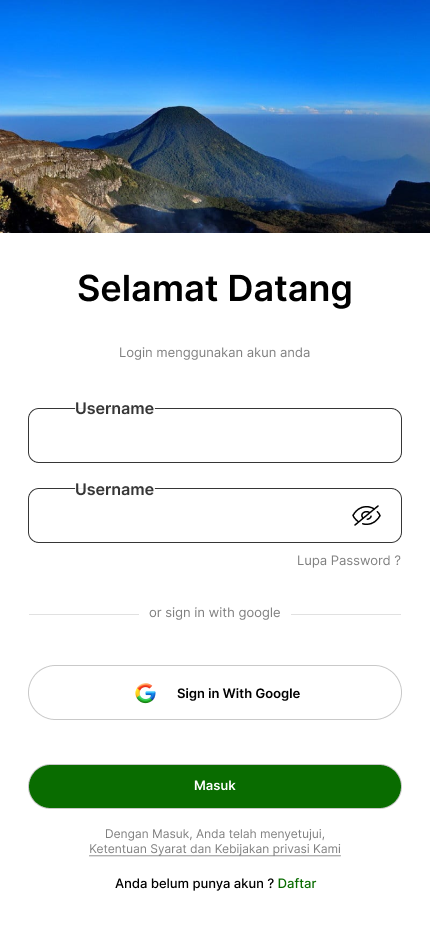 Selamat Datang
Login menggunakan akun anda
Username
Username
Lupa Password ?
or sign in with google
Sign in With Google
Masuk
Dengan Masuk, Anda telah menyetujui,
Ketentuan Syarat dan Kebijakan privasi Kami
Anda belum punya akun ? Daftar